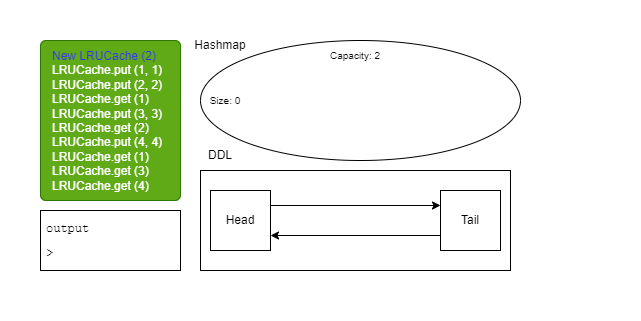 New LRUCache (2)
LRUCache.put (1, 1)
LRUCache.put (2, 2)
LRUCache.get (1)
LRUCache.put (3, 3)
LRUCache.get (2)
LRUCache.put (4, 4)
LRUCache.get (1)
LRUCache.get (3)
LRUCache.get (4)
output
>
Hashmap
Capacity: 2
Size: 0
DDL
Head
Tail